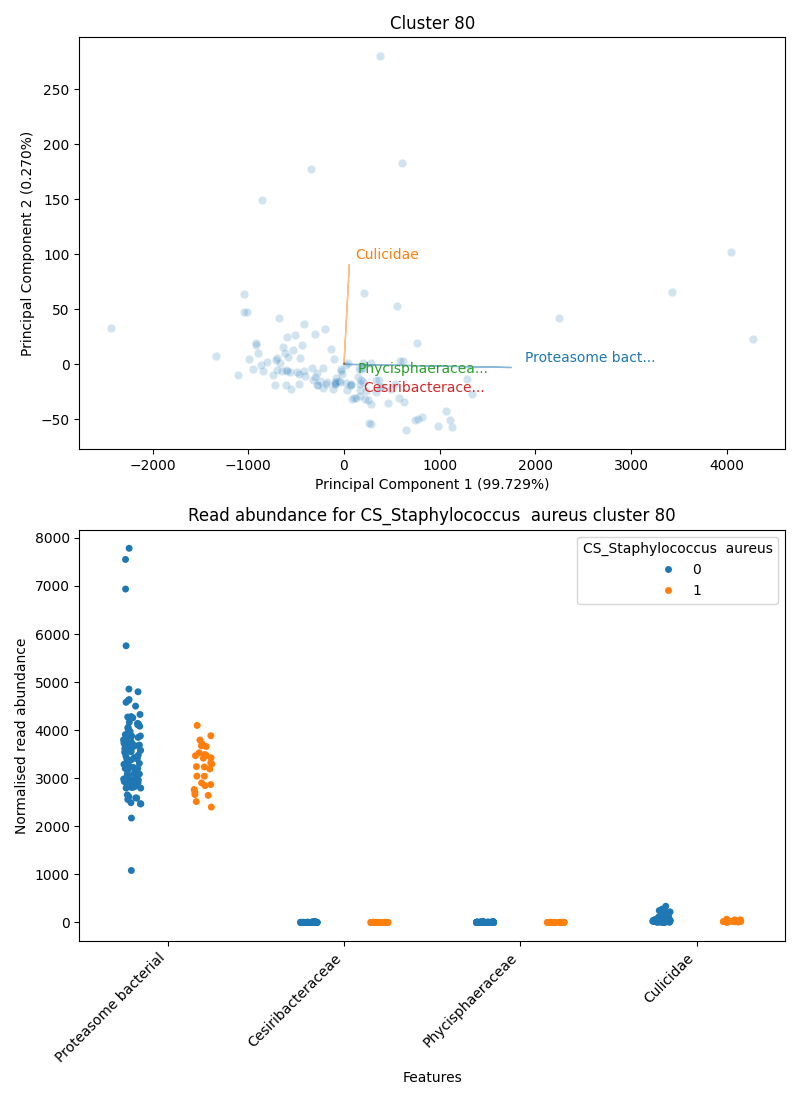 Cluster 80
Principal Component 2 (0.270%)
250
200
150
100
50
0
−50
Culicidae
Proteasome bact...
Phycisphaeracea...
Cesiribacterace...
−2000
−1000
0
1000
2000
3000
4000
Principal Component 1 (99.729%)
Read abundance for CS_Staphylococcus  aureus cluster 80
Normalised read abundance
8000
7000
6000
5000
4000
3000
2000
1000
0
CS_Staphylococcus  aureus
0
1
Proteasome bacterial
Cesiribacteraceae
Phycisphaeraceae
Culicidae
Features